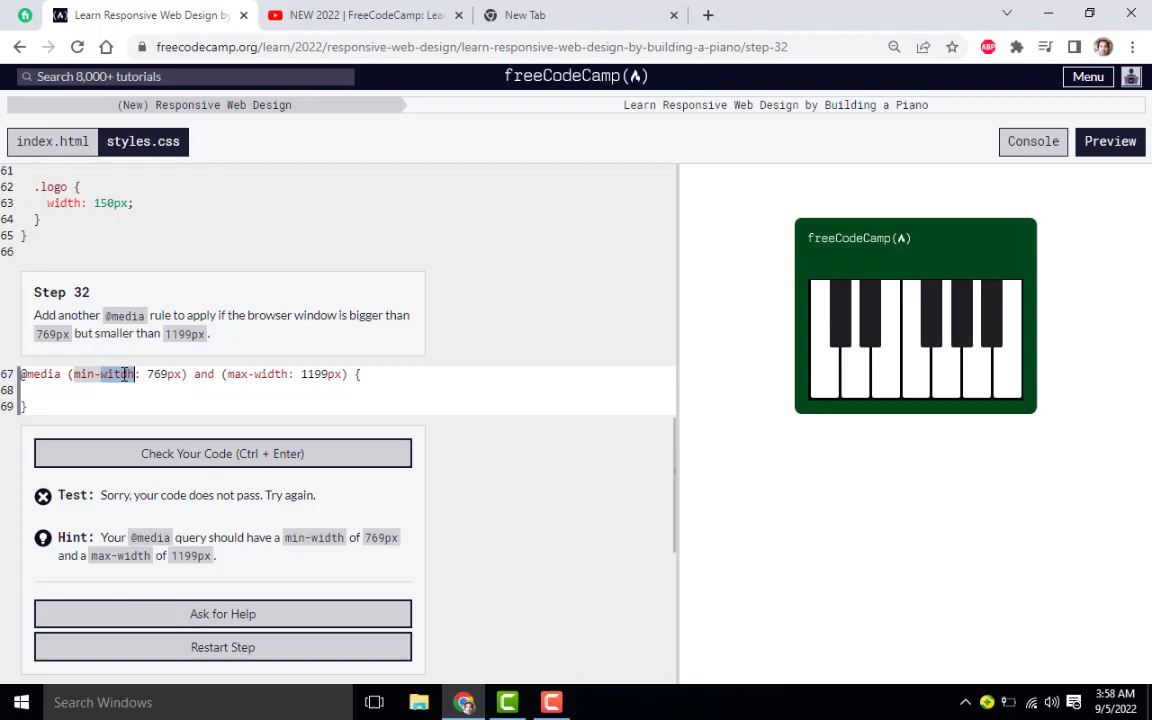 Learn Responsive Web Design by
NEW 2022 | FreeCodeCamp: Lea
New Tab
freecodecamp.org/learn/2022/responsive-web-design/learn-responsive-web-design-by-building-a-piano/step-32
ABP
Search 8,000+ tutorials
freeCodeCamp
Menu
(New) Responsive Web Design
Learn Responsive Web Design by Building a Piano
index.html
styles.css
Console
Preview
61
62 .logo {
63 width: 150px;
64 }
65 }
66
freeCodeCamp
Step 32
Add another @media rule to apply if the browser window is bigger than
769px but smaller than 1199px.
67 @media (min-witdh: 769px) and (max-width: 1199px) {
68
69 }
Check Your Code (Ctrl + Enter)
Test: Sorry, your code does not pass. Try again.
Hint: Your @media query should have a min-width of 769px
and a max-width of 1199px.
Ask for Help
Restart Step
Search Windows
3:58 AM
9/5/2022